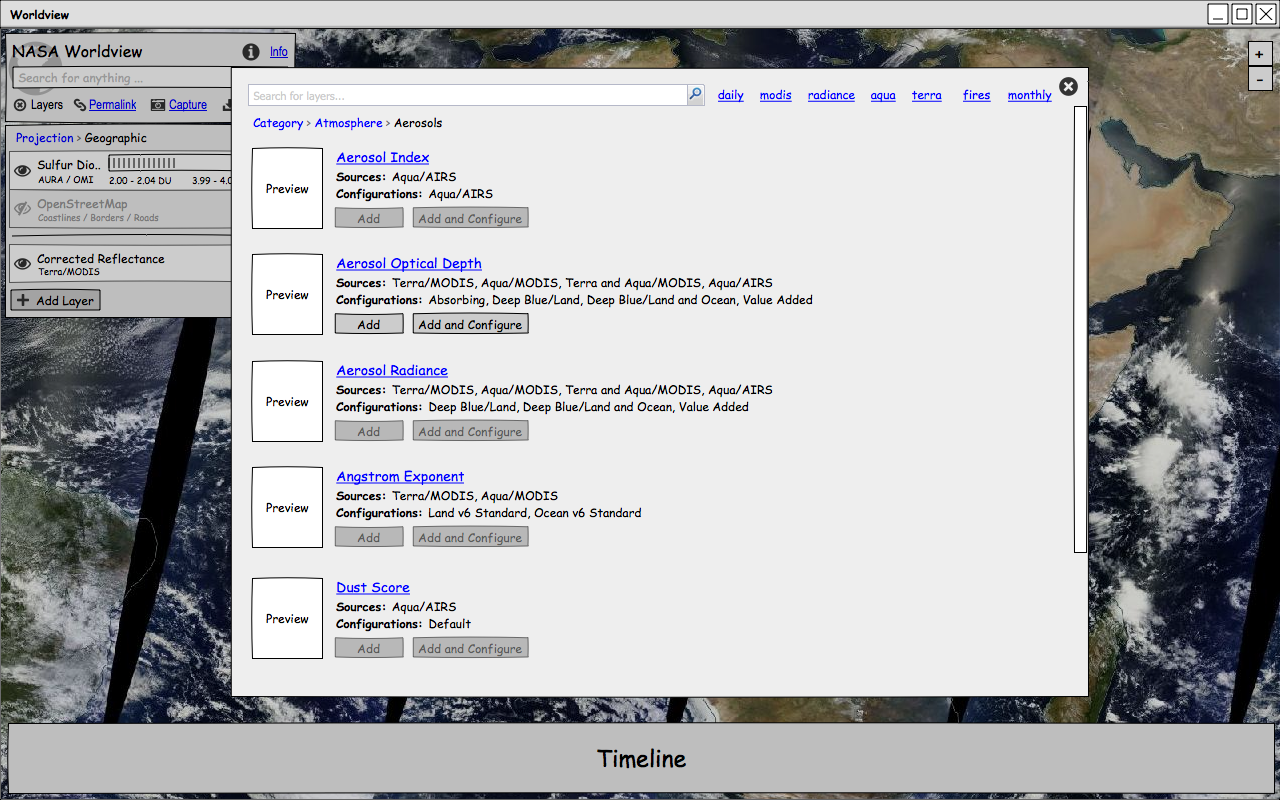 Worldview
NASA Worldview Info
Search for anything ...
Layers Permalink Capture
Projection > Geographic
Sulfur Dio..
AURA / OMI 2.00 - 2.04 DU 3.99 - 4.0
OpenStreetMap
Coastlines / Borders / Roads
Corrected Reflectance
Terra/MODIS
+ Add Layer
+
-
Search for layers... daily modis radiance aqua terra fires monthly
Category > Atmosphere > Aerosols
Preview
Aerosol Index
Sources: Aqua/AIRS
Configurations: Aqua/AIRS
Add Add and Configure
Preview
Aerosol Optical Depth
Sources: Terra/MODIS, Aqua/MODIS, Terra and Aqua/MODIS, Aqua/AIRS
Configurations: Absorbing, Deep Blue/Land, Deep Blue/Land and Ocean, Value Added
Add Add and Configure
Preview
Aerosol Radiance
Sources: Terra/MODIS, Aqua/MODIS, Terra and Aqua/MODIS, Aqua/AIRS
Configurations: Deep Blue/Land, Deep Blue/Land and Ocean, Value Added
Add Add and Configure
Preview
Angstrom Exponent
Sources: Terra/MODIS, Aqua/MODIS
Configurations: Land v6 Standard, Ocean v6 Standard
Add Add and Configure
Preview
Dust Score
Sources: Aqua/AIRS
Configurations: Default
Add Add and Configure
Timeline